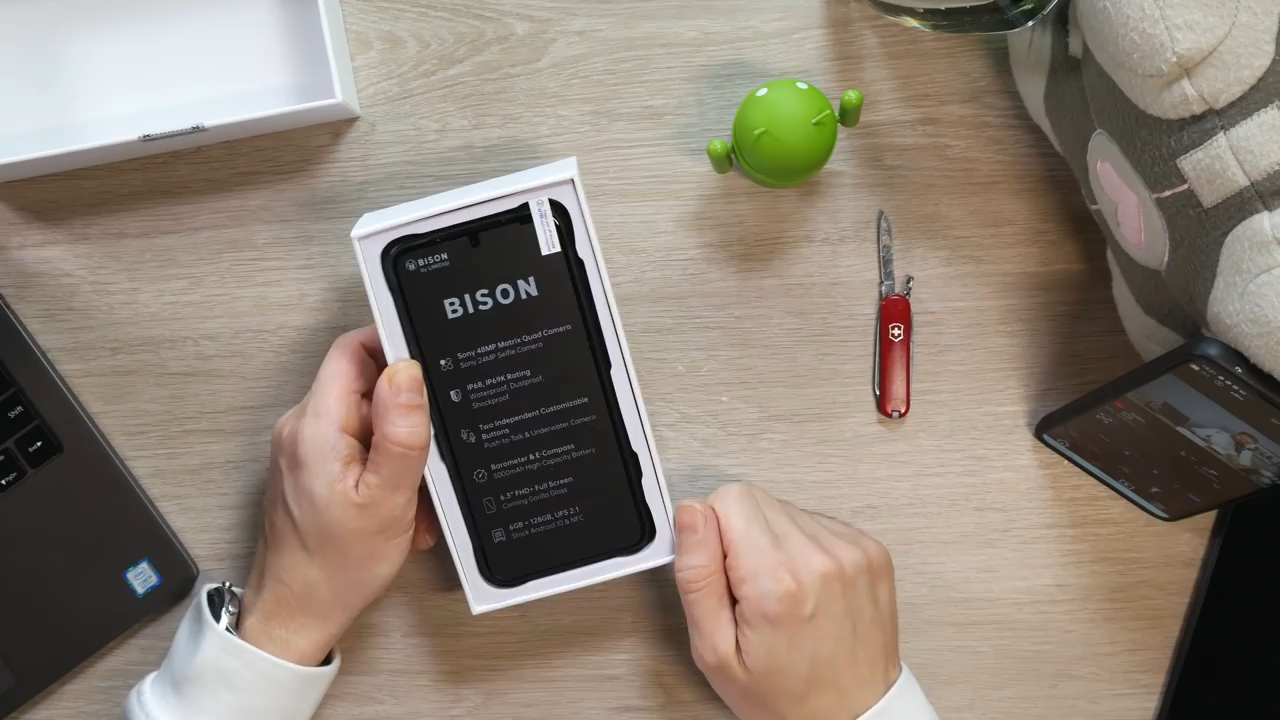 BISON
by UMIDIGI
BISON
Sony 48MP Matrix Quad Camera
Sony 24MP Selfie Camera
IP68, IP69K Rating
Waterproof, Dustproof,
Shockproof
Two Independent Customizable
Buttons
Push-to-Talk & Underwater Camera
Barometer & E-Compass
5000mAh High-Capacity Battery
6.3" FHD+ Full Screen
Corning Gorilla Glass
6GB + 128GB, UFS 2.1
Stock Android 10 & NFC
Shift
PgDn